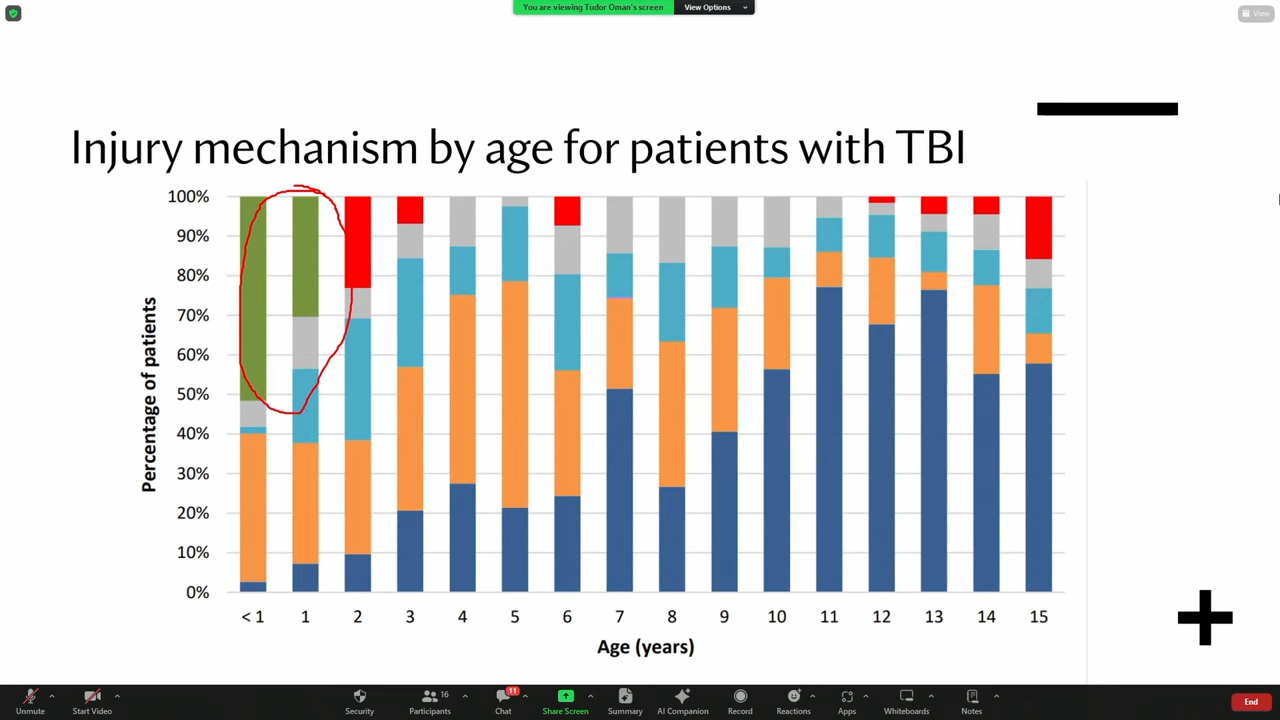 You are viewing Tudor Oman's screen
View Options
View
Injury mechanism by age for patients with TBI
100%
90%
80%
70%
60%
50%
40%
30%
20%
10%
0%
Percentage of patients
< 1 1 2 3 4 5 6 7 8 9 10 11 12 13 14 15
Age (years)
Unmute
Start Video
Security
Participants 16
Chat 11
Share Screen
Summary
AI Companion
Record
Reactions
Apps
Whiteboards
Notes
End